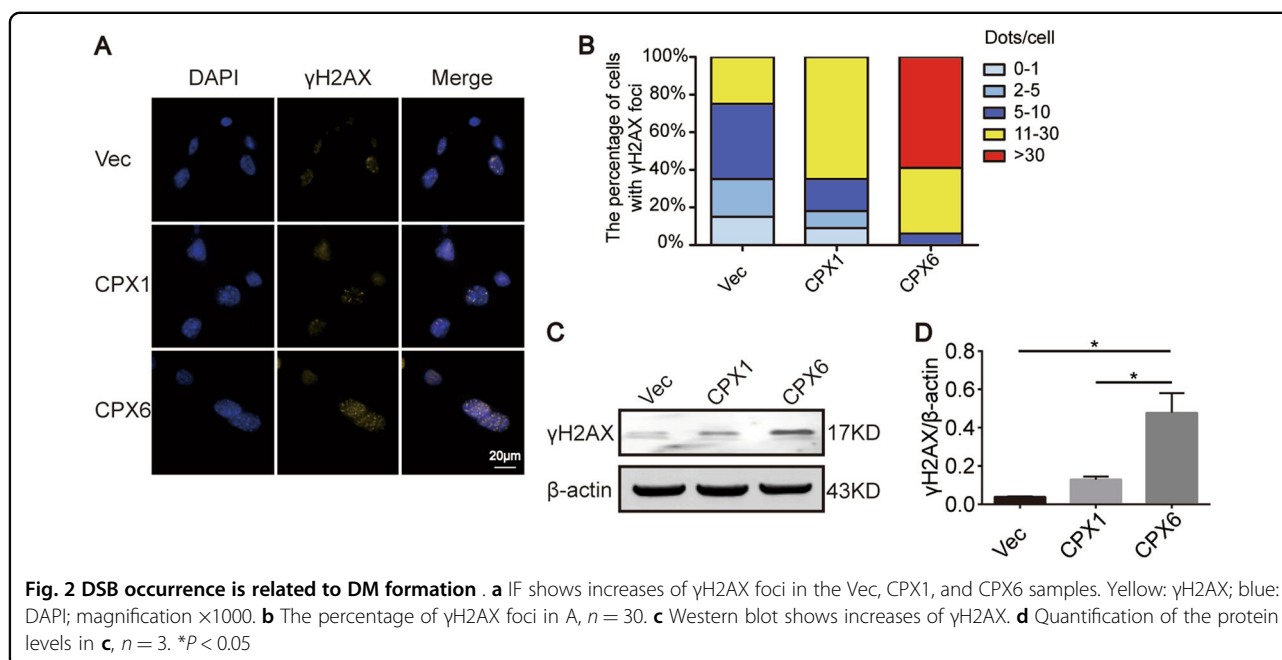 A
DAPI γH2AX Merge
Vec
CPX1
CPX6
20μm
B
The percentage of cells
with γH2AX foci
100%
80%
60%
40%
20%
0%
Vec CPX1 CPX6
Dots/cell
0-1
2-5
5-10
11-30
>30
C
Vec CPX1 CPX6
γH2AX 17KD
β-actin 43KD
D
γH2AX/β-actin
0.8
0.6
0.4
0.2
0.0
* 
*
Vec CPX1 CPX6
Fig. 2 DSB occurrence is related to DM formation . a IF shows increases of γH2AX foci in the Vec, CPX1, and CPX6 samples. Yellow: γH2AX; blue:
DAPI; magnification ×1000. b The percentage of γH2AX foci in A, n = 30. c Western blot shows increases of γH2AX. d Quantification of the protein
levels in c, n = 3. *P < 0.05